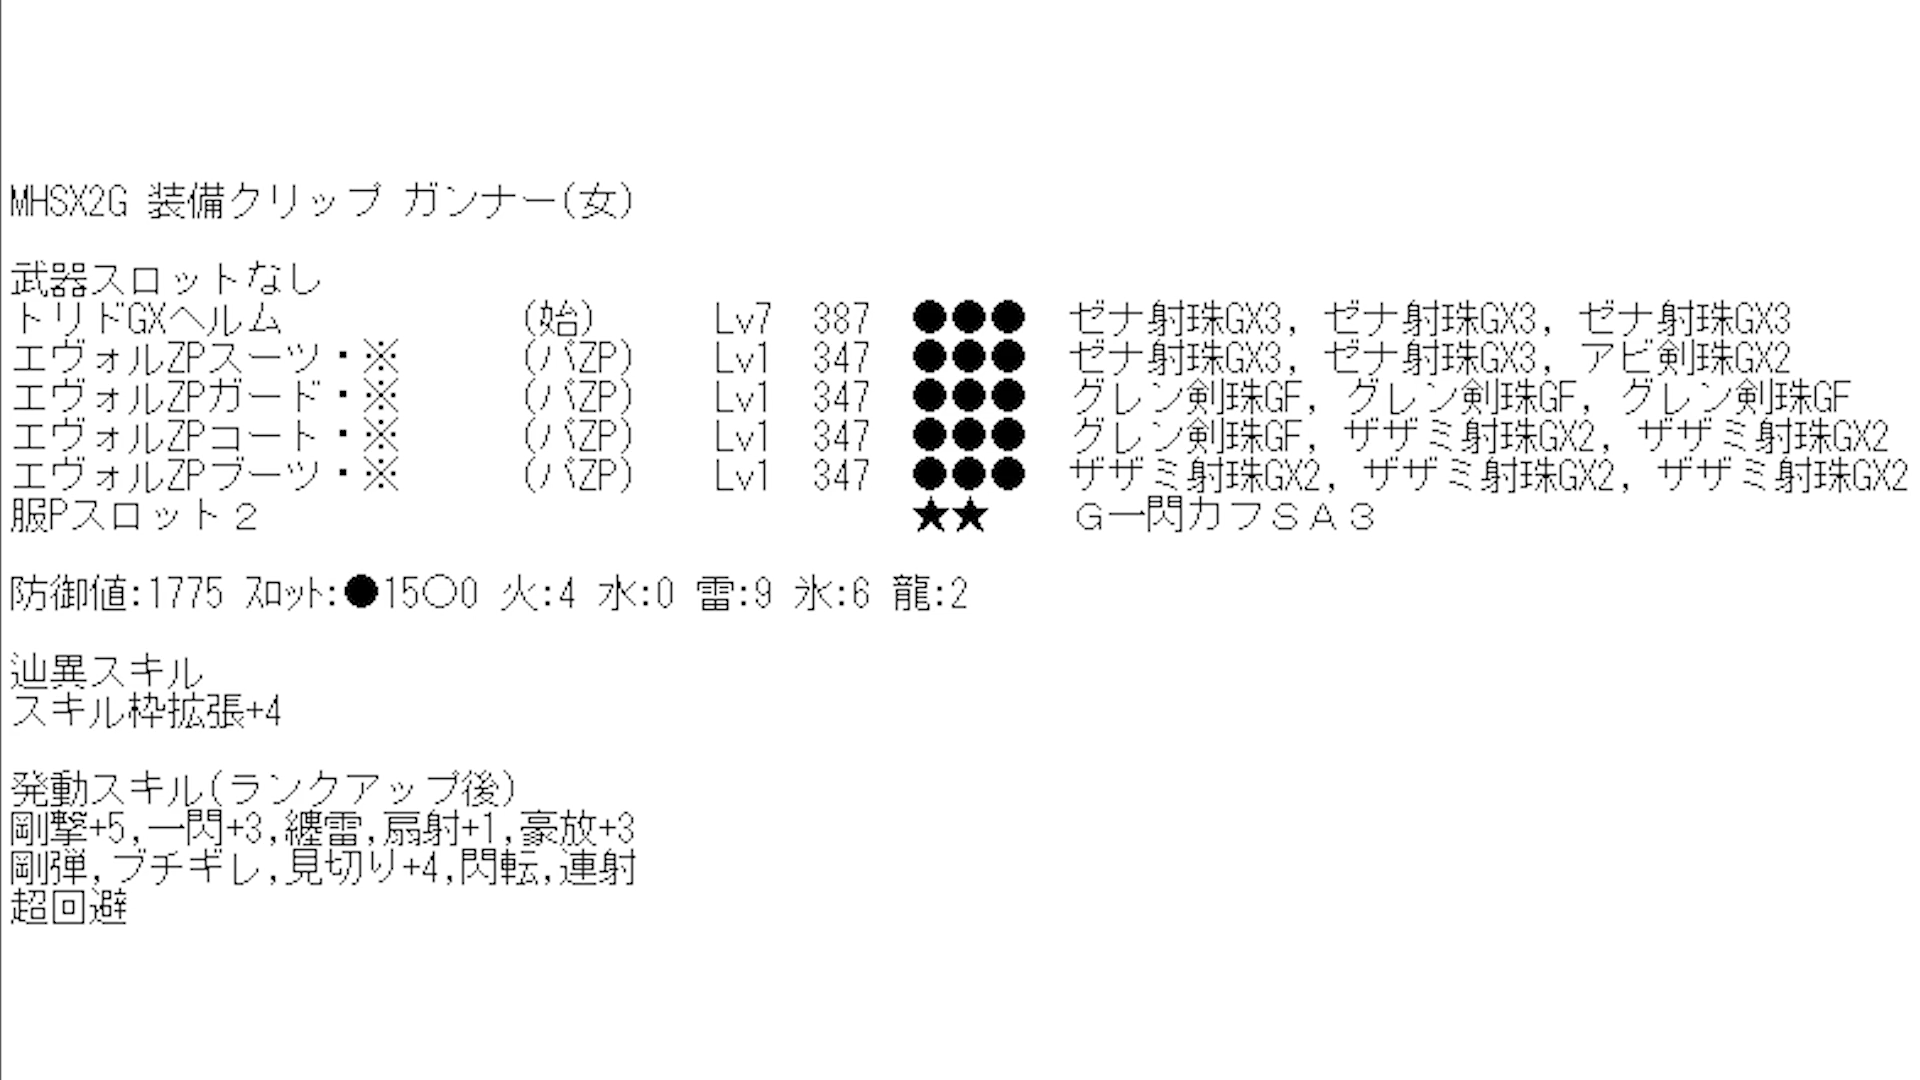 MHSX2G 装備クリップ ガンナー(女)
武器スロットなし
トリドGXヘルム (始) Lv7 387 ●●● ゼナ射珠GX3, ゼナ射珠GX3, ゼナ射珠GX3
エヴォルZPスーツ・※ (パZP) Lv1 347 ●●● ゼナ射珠GX3, ゼナ射珠GX3, アビ剣珠GX2
エヴォルZPガード・※ (パZP) Lv1 347 ●●● グレン剣珠GF, グレン剣珠GF, グレン剣珠GF
エヴォルZPコート・※ (パZP) Lv1 347 ●●● グレン剣珠GF, ザザミ射珠GX2, ザザミ射珠GX2
エヴォルZPブーツ・※ (パZP) Lv1 347 ●●● ザザミ射珠GX2, ザザミ射珠GX2, ザザミ射珠GX2
服Pスロット2 ★★ G一閃カフSA3
防御値:1775 ｽﾛｯﾄ:●15○0 火:4 水:0 雷:9 氷:6 龍:2
辿異スキル
スキル枠拡張+4
発動スキル(ランクアップ後)
剛撃+5,一閃+3,纏雷,扇射+1,豪放+3
剛弾,ブチギレ,見切り+4,閃転,連射
超回避